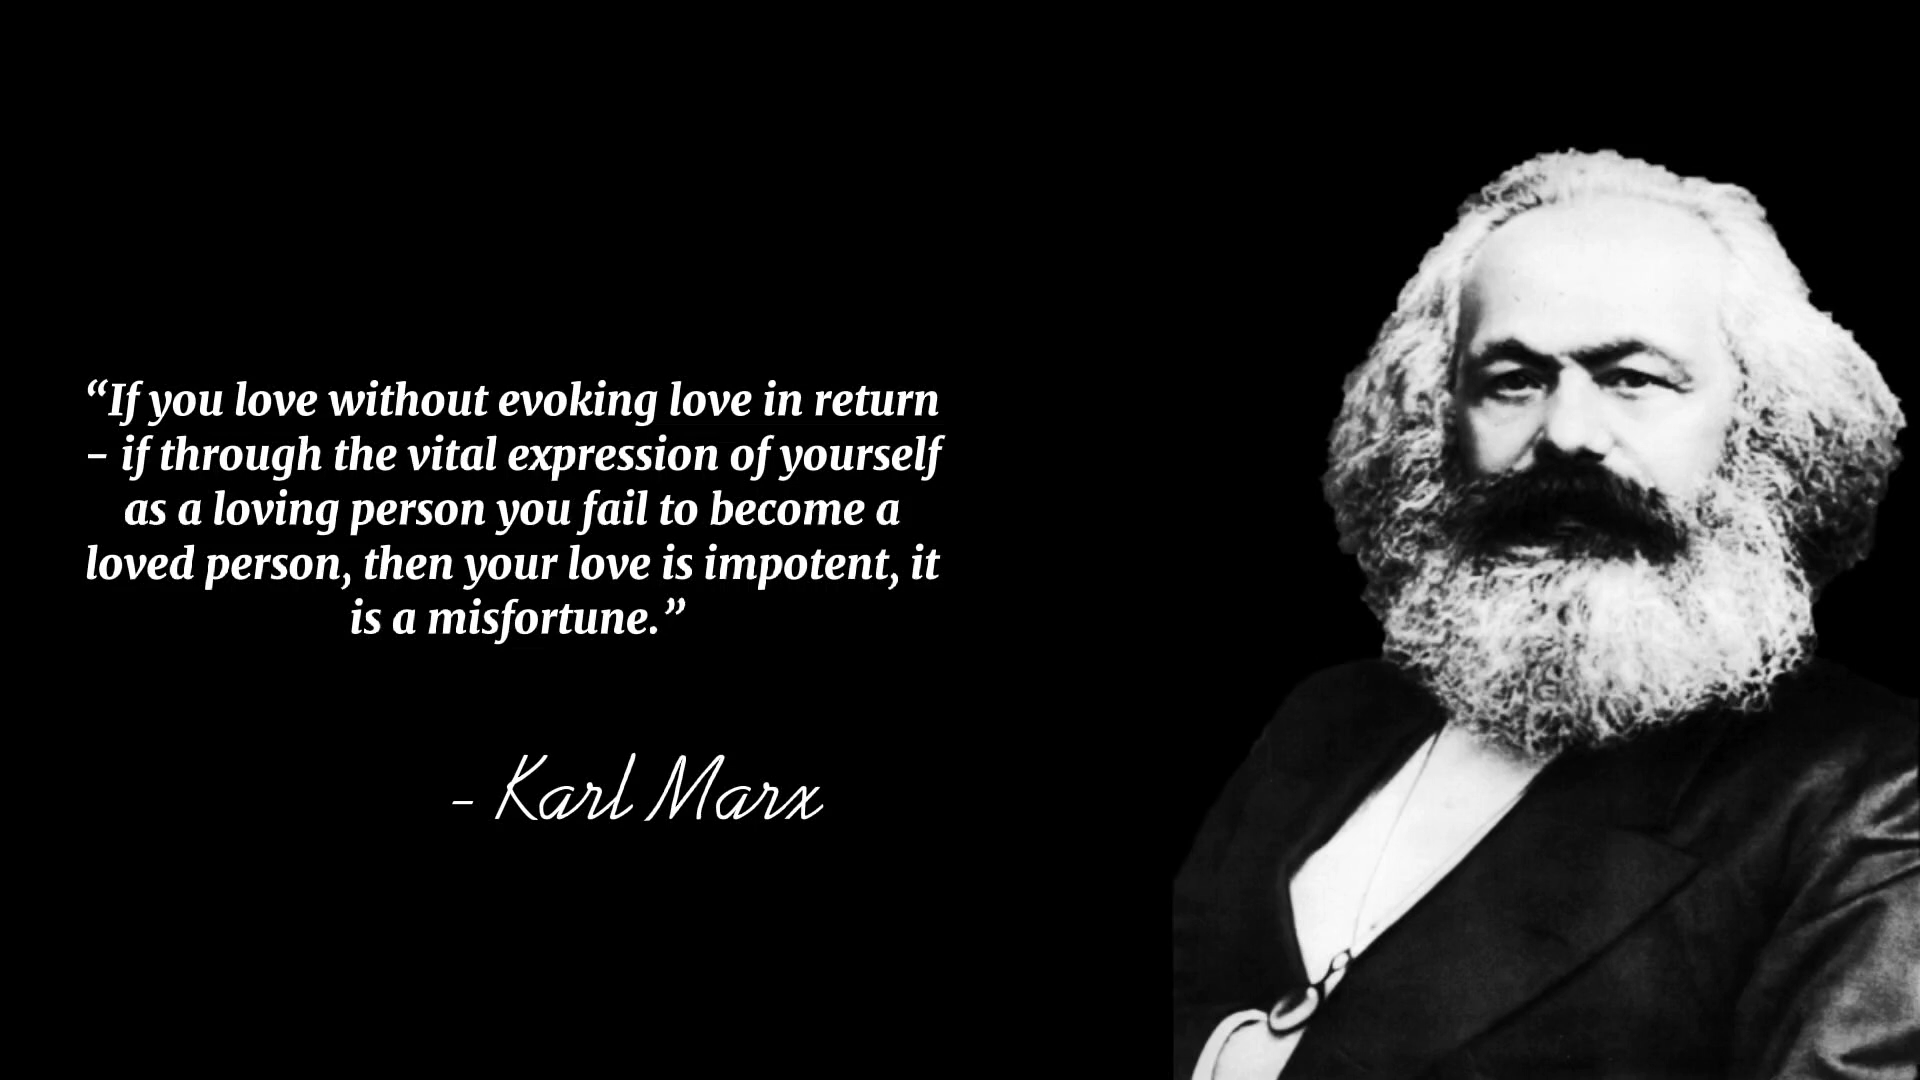 “If you love without evoking love in return
– if through the vital expression of yourself
as a loving person you fail to become a
loved person, then your love is impotent, it
is a misfortune.”
- Karl Marx